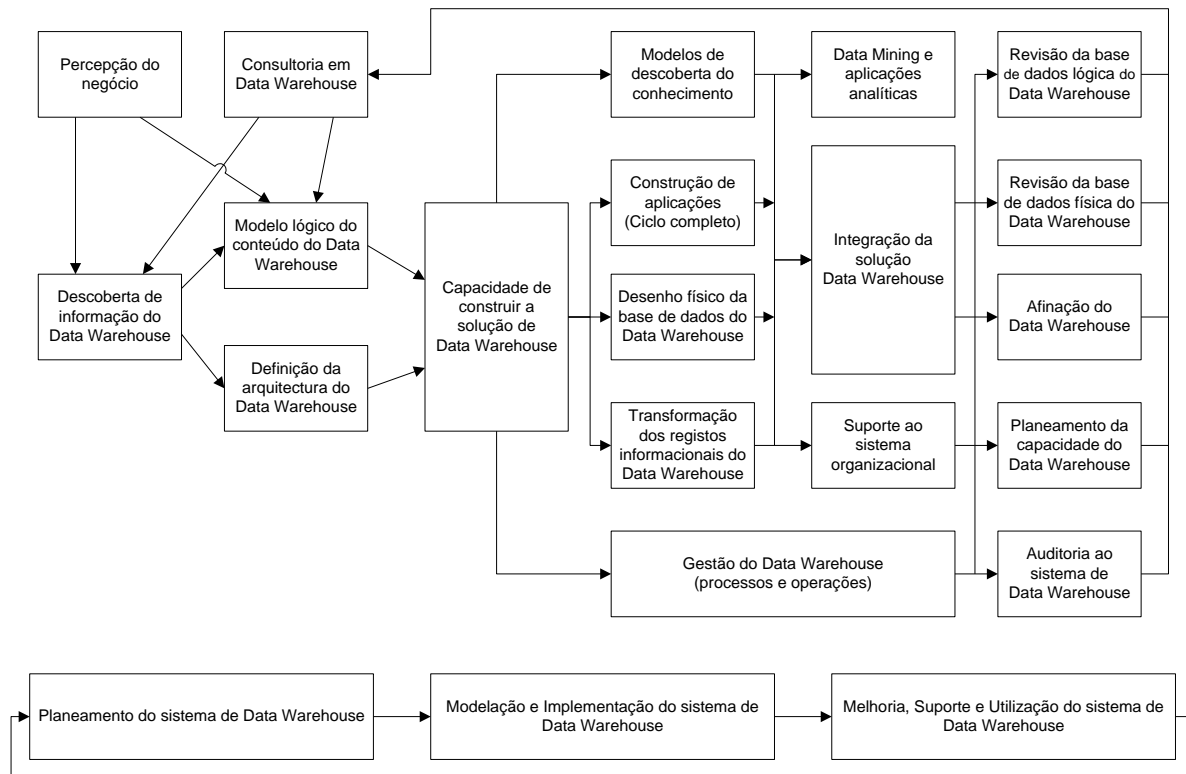 Percepção do
negócio
Consultoria em
Data Warehouse
Modelos de
descoberta do
conhecimento
Data Mining e
aplicações
analíticas
Revisão da base
de dados lógica do
Data Warehouse
Modelo lógico do
conteúdo do Data
Warehouse
Construção de
aplicações
(Ciclo completo)
Integração da
solução
Data Warehouse
Revisão da base
de dados física do
Data Warehouse
Descoberta de
informação do
Data Warehouse
Capacidade de
construir a
solução de
Data Warehouse
Desenho físico da
base de dados do
Data Warehouse
Afinação do
Data Warehouse
Definição da
arquitectura do
Data Warehouse
Transformação
dos registos
informacionais do
Data Warehouse
Suporte ao
sistema
organizacional
Planeamento da
capacidade do
Data Warehouse
Gestão do Data Warehouse
(processos e operações)
Auditoria ao
sistema de
Data Warehouse
Planeamento do sistema de Data Warehouse
Modelação e Implementação do sistema de
Data Warehouse
Melhoria, Suporte e Utilização do sistema de
Data Warehouse